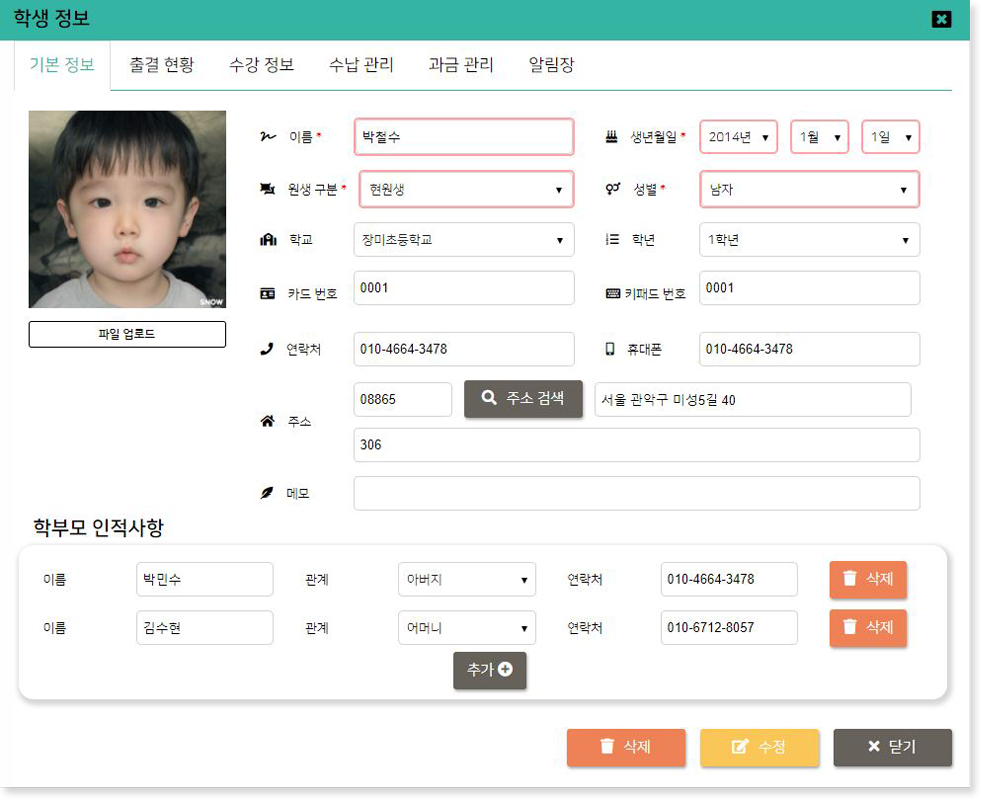 학생 정보
기본 정보 출결 현황 수강 정보 수납 관리 과금 관리 알림장
이름 * 박철수 생년월일 * 2014년 1월 1일
원생 구분 * 현원생 성별 * 남자
학교 장미초등학교 학년 1학년
카드 번호 0001 키패드 번호 0001
SNOW
파일 업로드
연락처 010-4664-3478 휴대폰 010-4664-3478
08865 주소 검색 서울 관악구 미성5길 40
주소
306
메모
학부모 인적사항
이름 박민수 관계 아버지 연락처 010-4664-3478 삭제
이름 김수현 관계 어머니 연락처 010-6712-8057 삭제
추가
삭제 수정 닫기